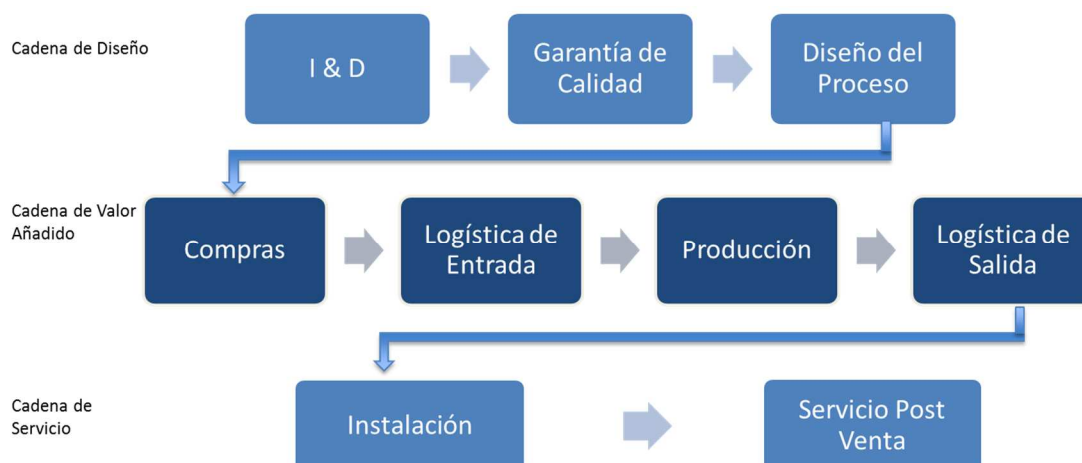 Cadena de Diseño
I & D
Garantía de
Calidad
Diseño del
Proceso
Cadena de Valor
Añadido
Compras
Logística de
Entrada
Producción
Logística de
Salida
Cadena de
Servicio
Instalación
Servicio Post
Venta